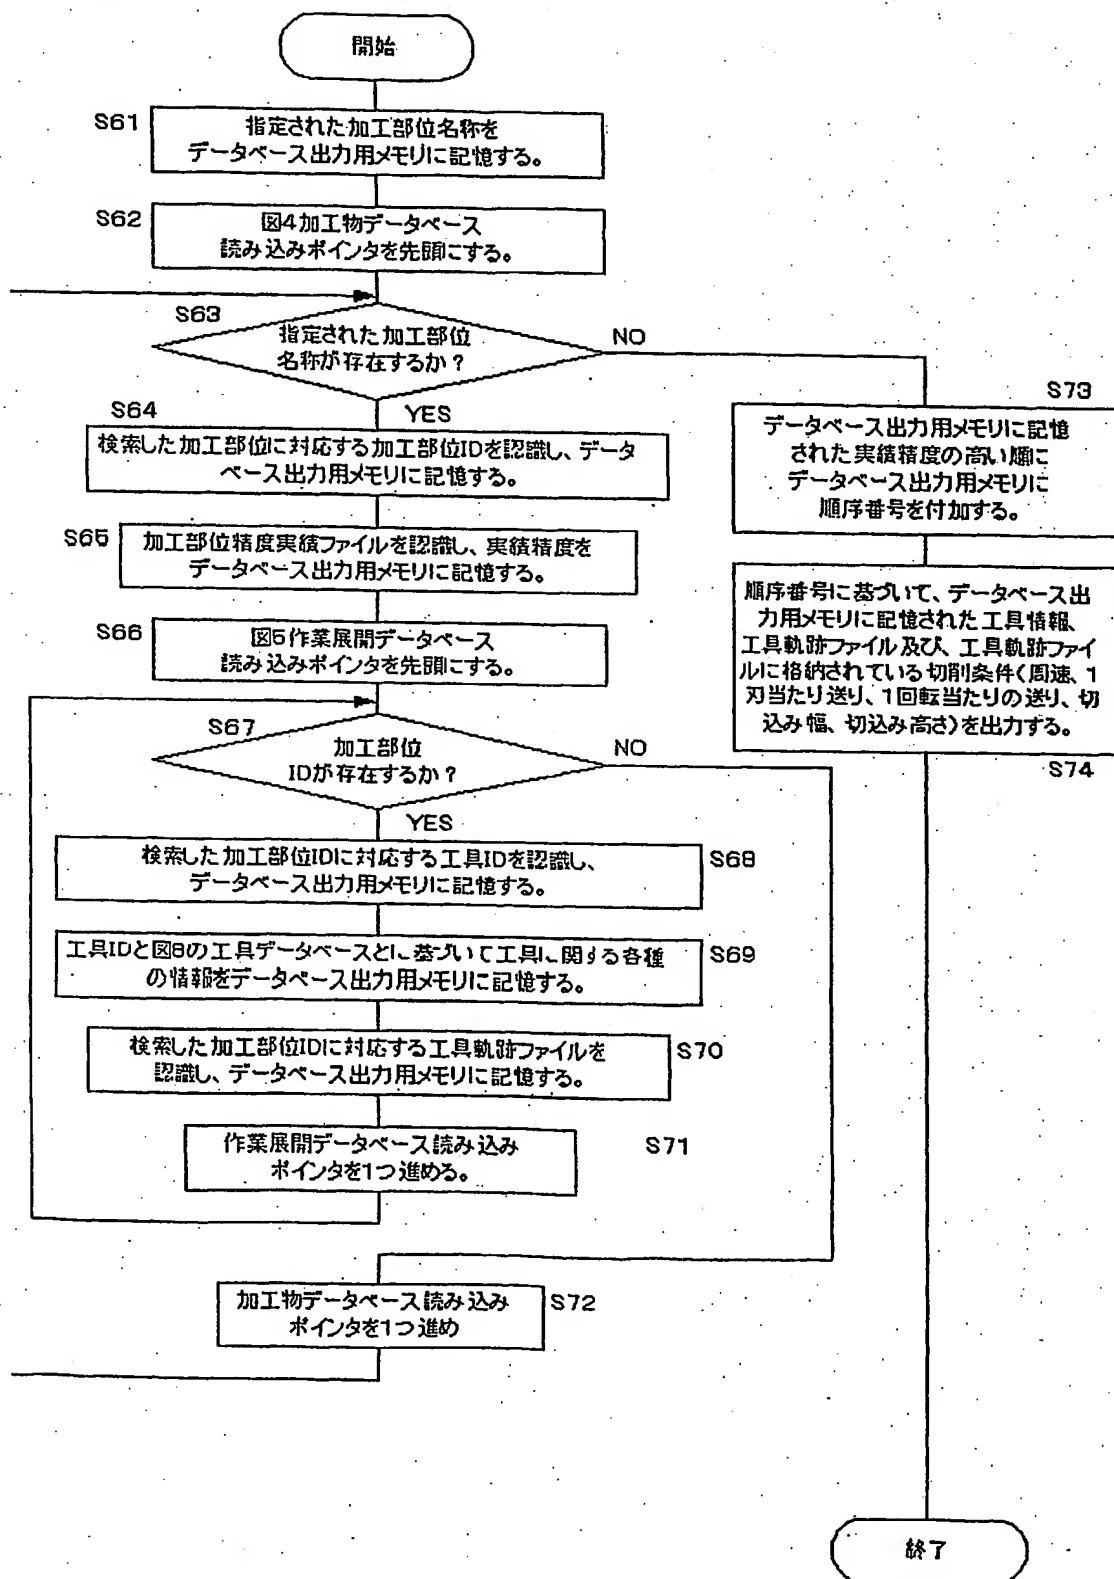 開始
S61
指定された加工部位名称を
データベース出力用メモリに記憶する。
S62
図4加工物データベース
読み込みポインタを先頭にする。
S63
指定された加工部位
名称が存在するか？
NO
YES
S64
検索した加工部位に対応する加工部位IDを認識し、データ
ベース出力用メモリに記憶する。
S65
加工部位精度実績ファイルを認識し、実績精度を
データベース出力用メモリに記憶する。
S66
図5作業展開データベース
読み込みポインタを先頭にする。
S67
加工部位
IDが存在するか？
NO
YES
検索した加工部位IDに対応する工具IDを認識し、
データベース出力用メモリに記憶する。
S68
工具IDと図8の工具データベースとに基づいて工具に関する各種
の情報をデータベース出力用メモリに記憶する。
S69
検索した加工部位IDに対応する工具軌跡ファイルを
認識し、データベース出力用メモリに記憶する。
S70
作業展開データベース読み込み
ポインタを1つ進める。
S71
加工物データベース読み込み
ポインタを1つ進め
S72
S73
データベース出力用メモリに記憶
された実績精度の高い順に
データベース出力用メモリに
順序番号を付加する。
順序番号に基づいて、データベース出
力用メモリに記憶された工具情報、
工具軌跡ファイル及び、工具軌跡ファイ
ルに格納されている切削条件（周速、1
刃当たり送り、1回転当たりの送り、切
込み幅、切込み高さ）を出力する。
S74
終了